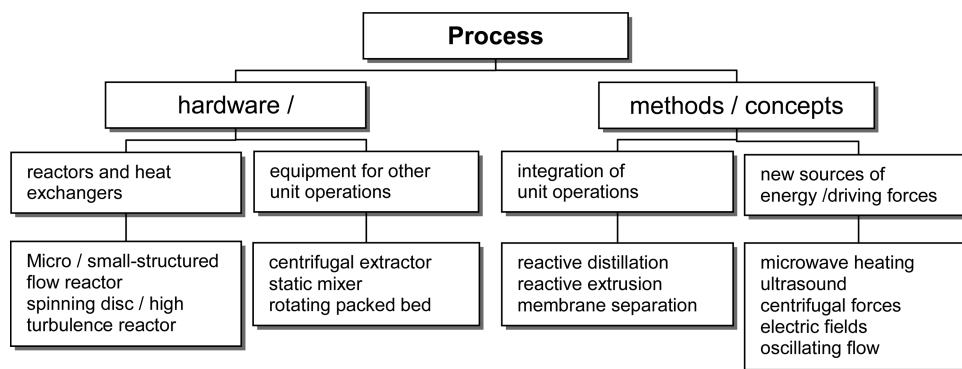 Process
hardware /
methods / concepts
reactors and heat
exchangers
equipment for other
unit operations
integration of
unit operations
new sources of
energy /driving forces
Micro / small-structured
flow reactor
spinning disc / high
turbulence reactor
centrifugal extractor
static mixer
rotating packed bed
reactive distillation
reactive extrusion
membrane separation
microwave heating
ultrasound
centrifugal forces
electric fields
oscillating flow